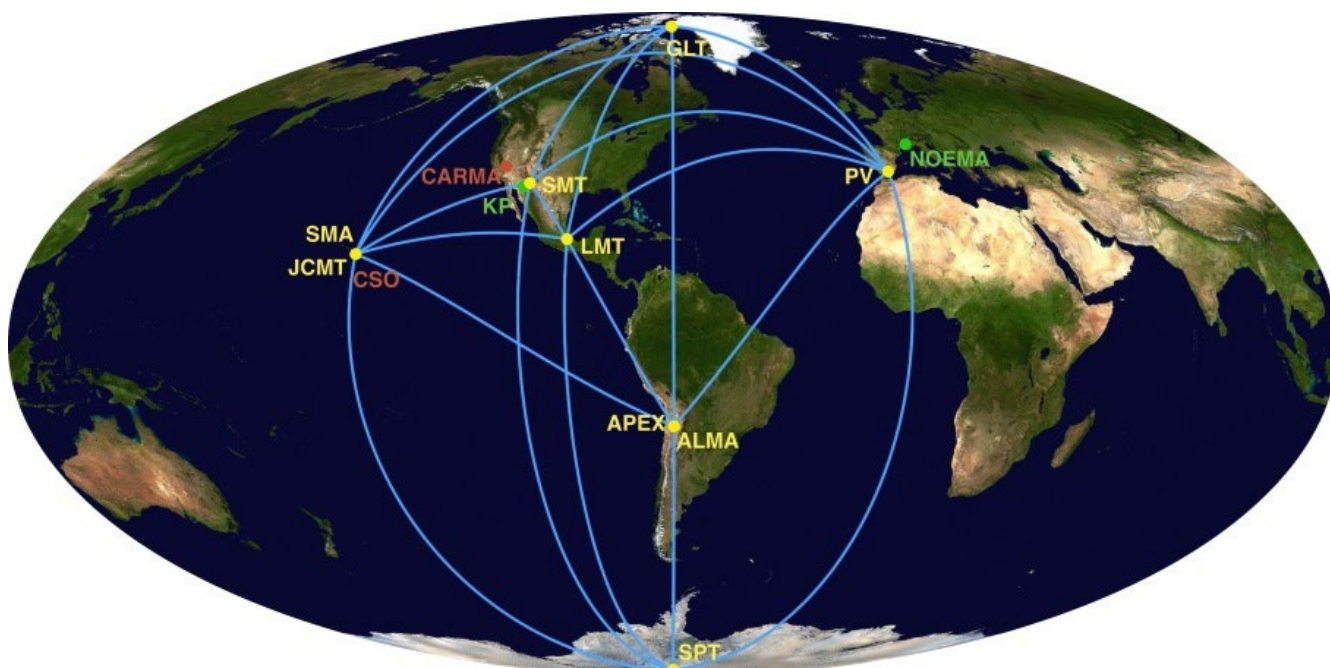 GLT
NOEMA
CARMA
SMT
PV
KP
SMA
LMT
JCMT
CSO
APEX
ALMA
SPT